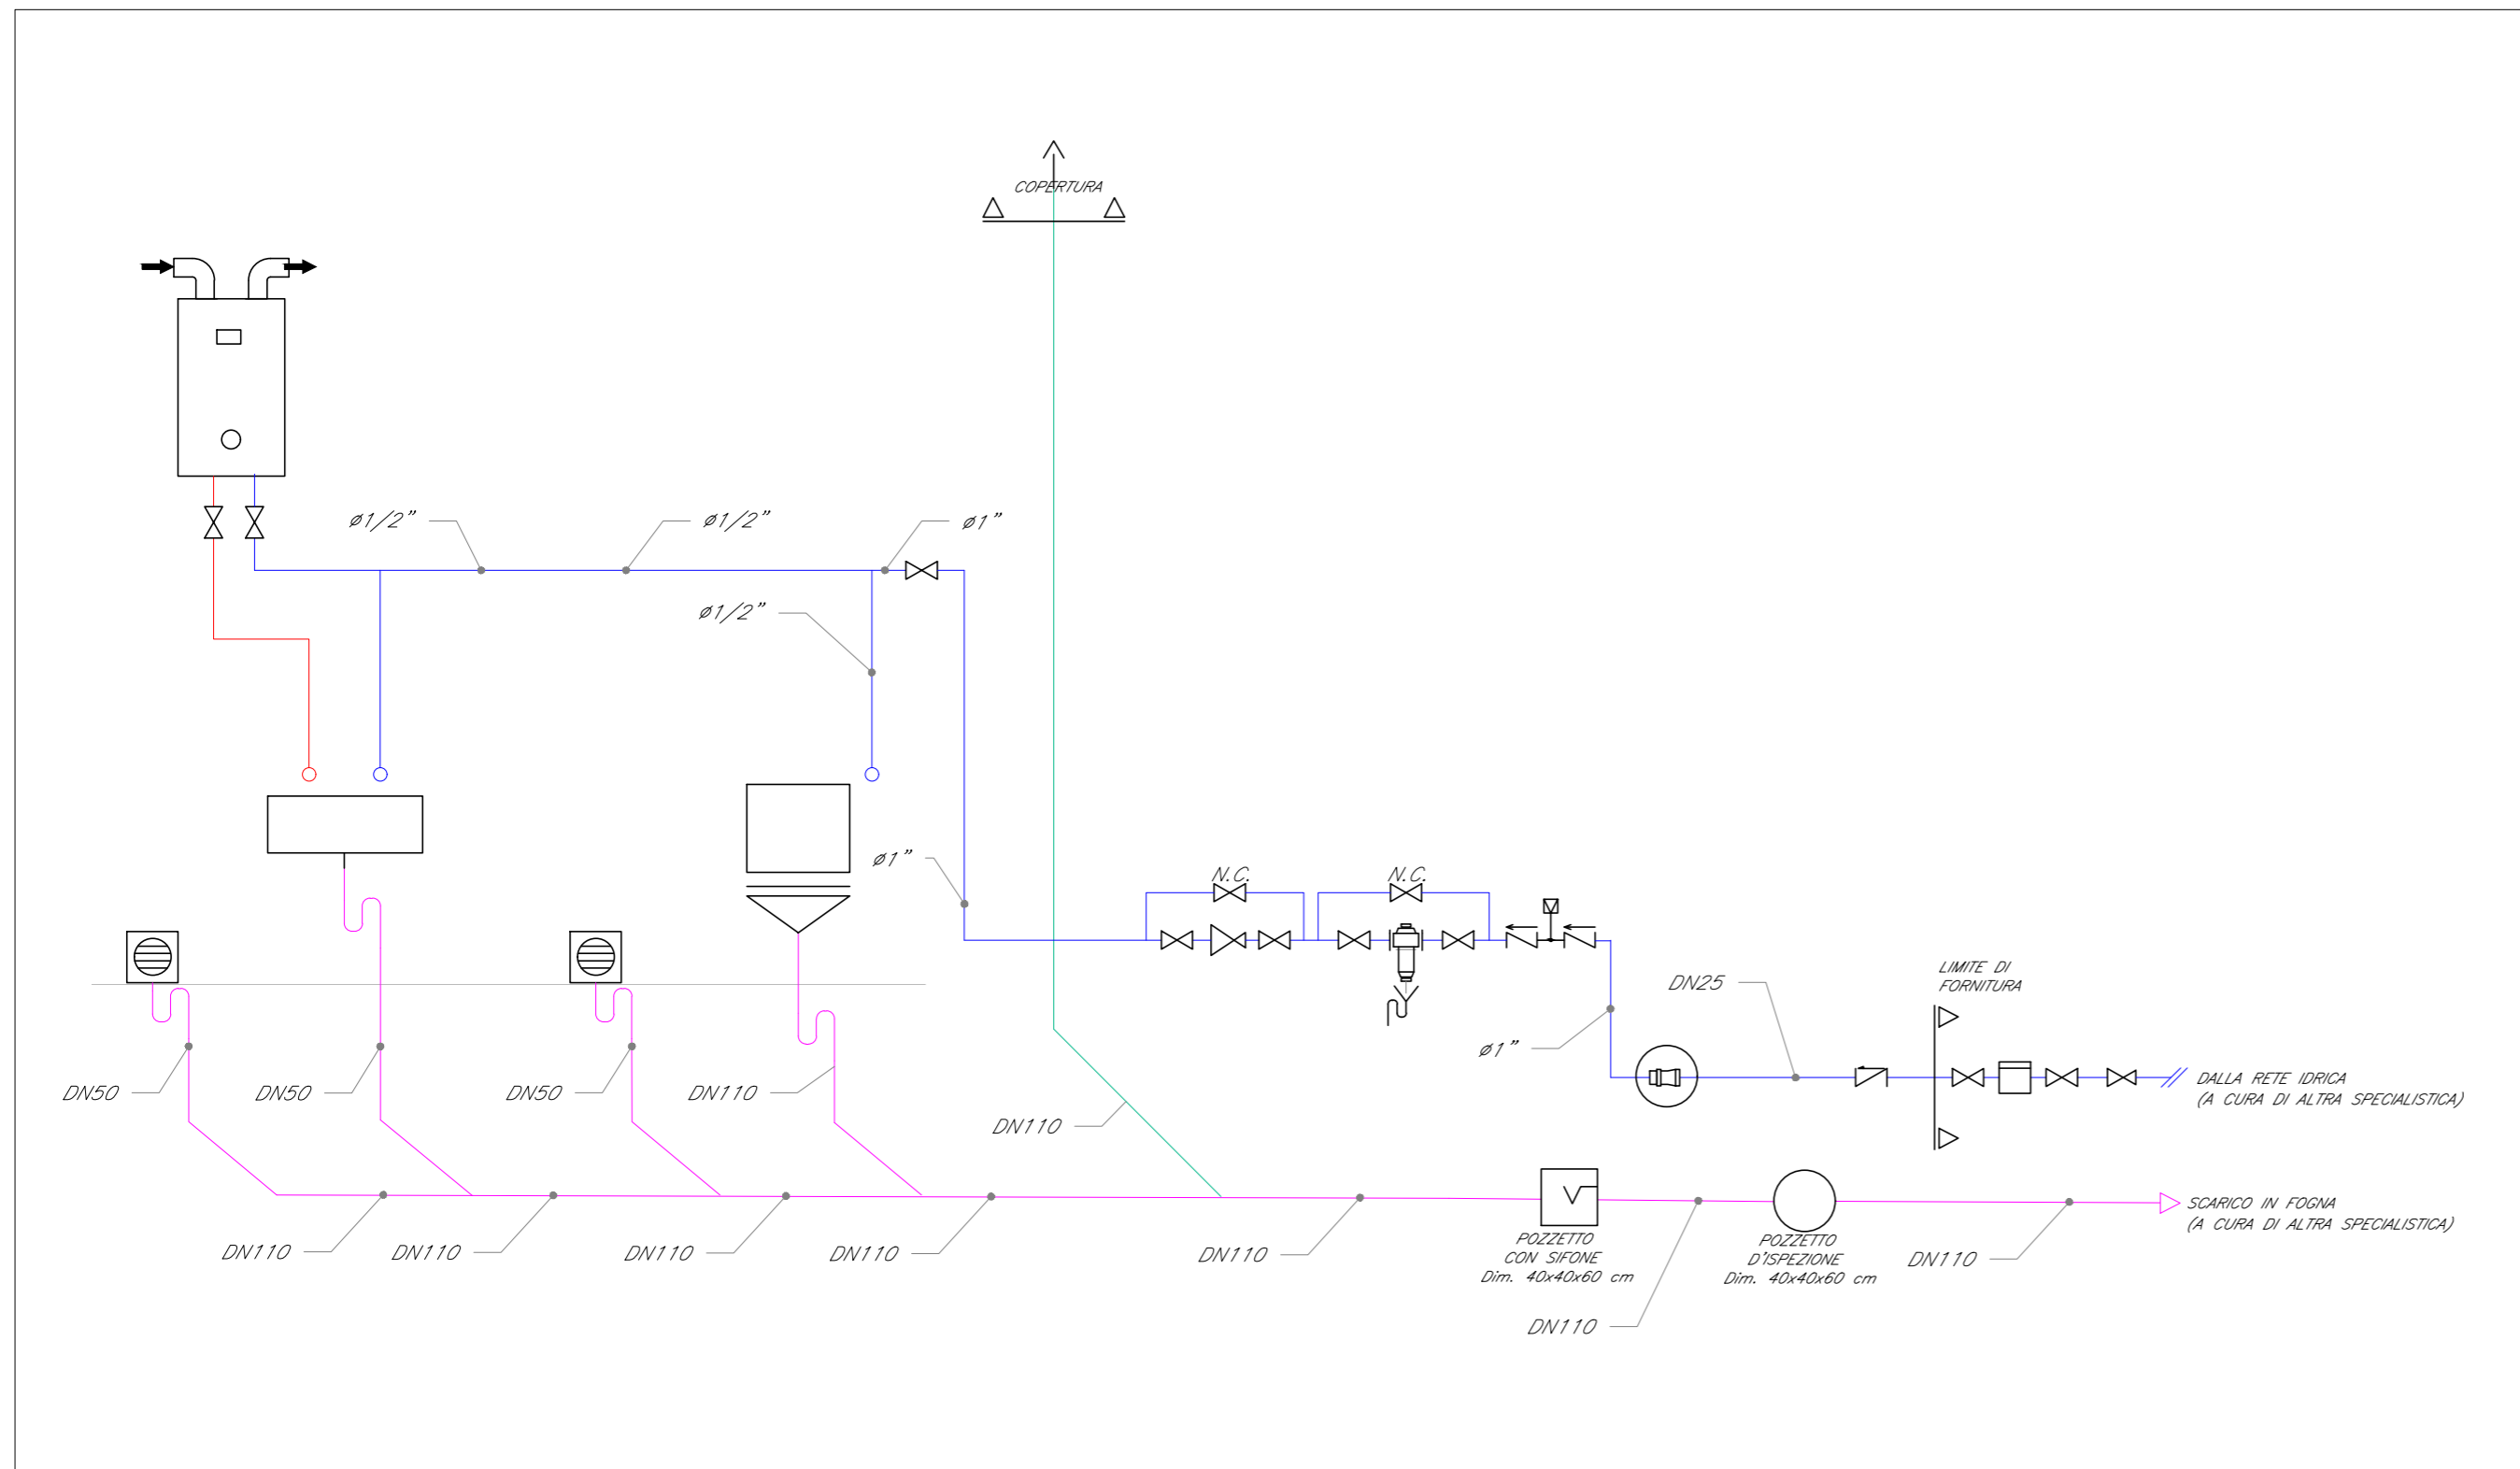 COPERTURA
ø1/2”
ø1/2”
ø1”
ø1/2”
ø1”
N.C.
N.C.
LIMITE DI
FORNITURA
DN25
ø1”
DALLA RETE IDRICA
(A CURA DI ALTRA SPECIALISTICA)
DN50
DN50
DN50
DN110
DN110
SCARICO IN FOGNA
(A CURA DI ALTRA SPECIALISTICA)
DN110
DN110
DN110
DN110
DN110
POZZETTO
CON SIFONE
Dim. 40x40x60 cm
POZZETTO
D'ISPEZIONE
Dim. 40x40x60 cm
DN110
DN110